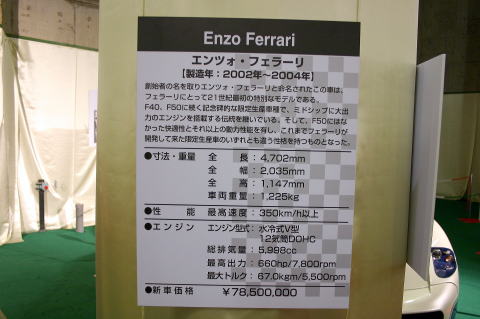 Enzo Ferrari
エンツォ・フェラーリ
【製造年：2002年～2004年】
創始者の名を取りエンツォ・フェラーリと命名されたこの車は、
フェラーリにとって21世紀最初の特別なモデルである。
F40、F50に続く記念碑的な限定生産車種で、ミドシップに大出
力のエンジンを搭載する伝統を継いでいる。そして、F50にはな
なかった快適性とそれ以上の動力性能を有し、これまでフェラーリが
開発して来た限定生産車のいずれとも違う性格を持つものとなった。
●寸法・重量 全 長：4,702mm
全 幅：2,035mm
全 高：1,147mm
車両重量：1,225kg
●性 能 最高速度：350km/h以上
●エンジン エンジン型式：水冷式V型
12気筒DOHC
総排気量：5,998cc
最高出力：660hp/7,800rpm
最大トルク：67.0kgm/5,500rpm
●新車価格 ￥78,500,000